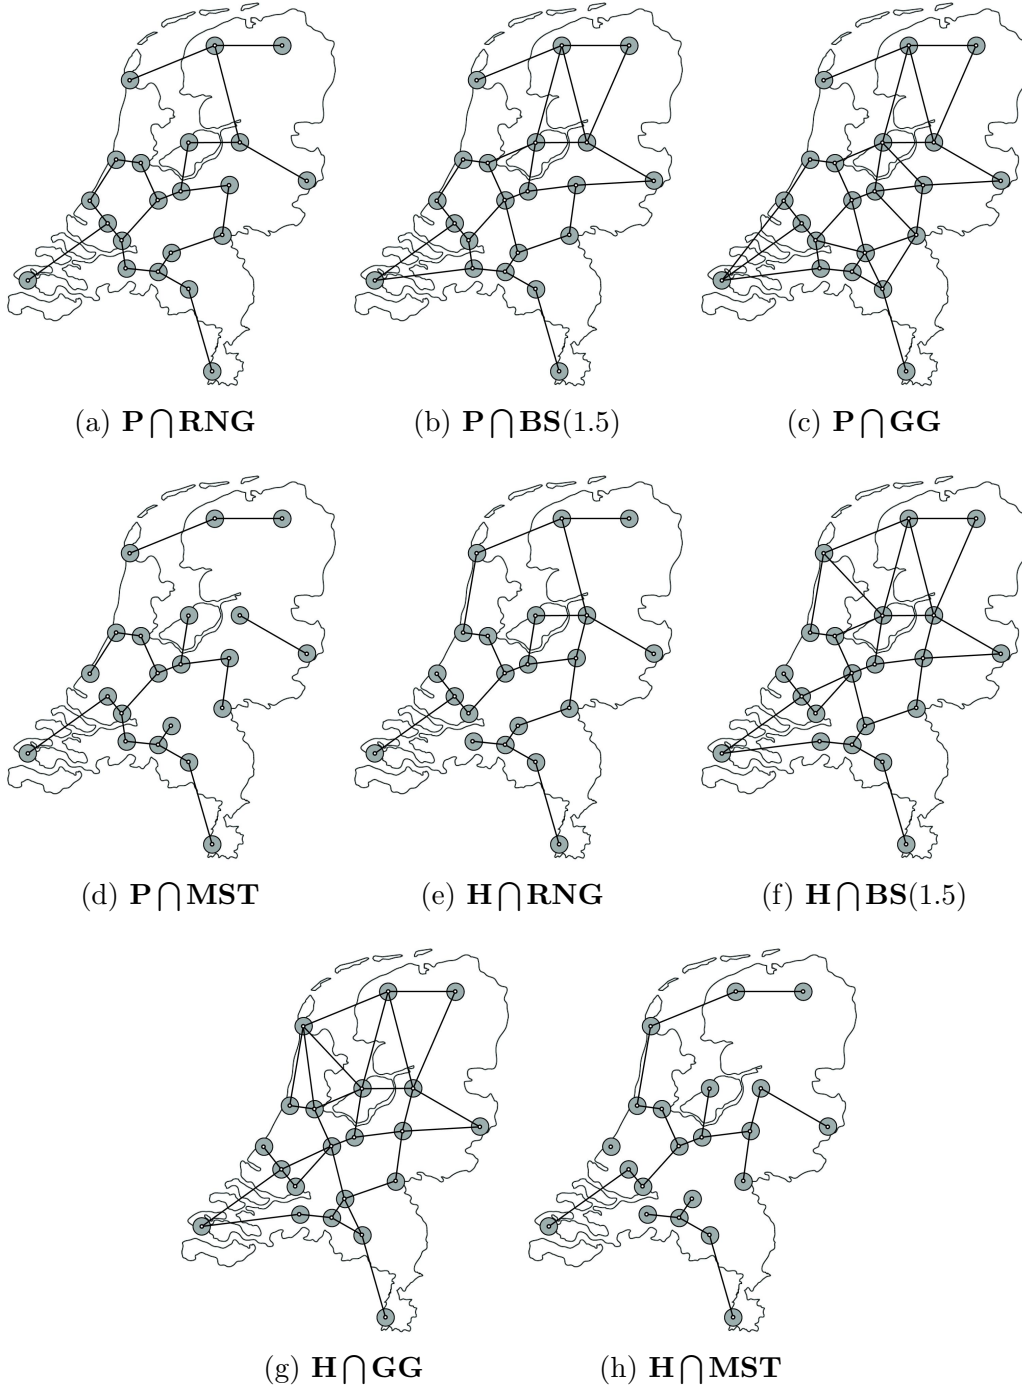 (a) P⋂RNG (b) P⋂BS(1.5) (c) P⋂GG
(d) P⋂MST (e) H⋂RNG (f) H⋂BS(1.5)
(g) H⋂GG (h) H⋂MST